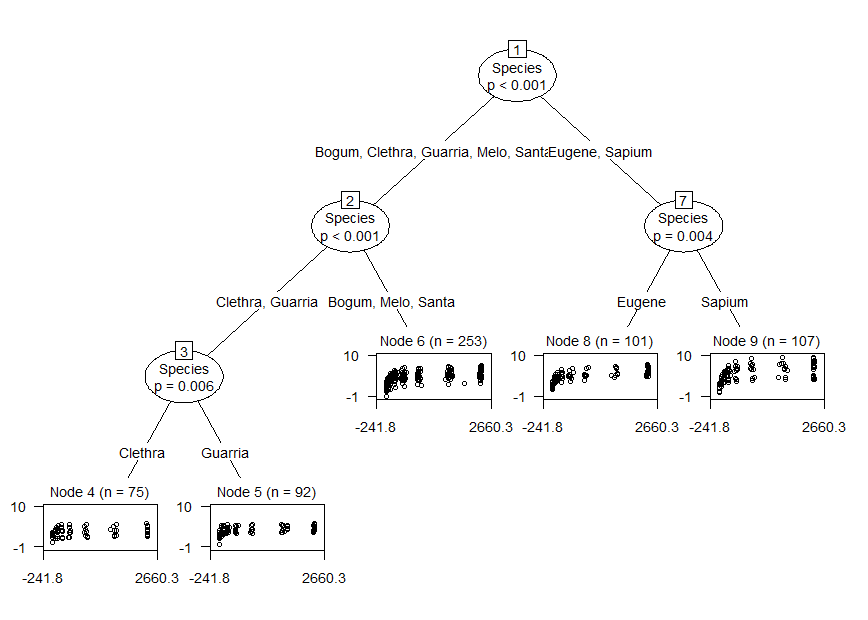 1
Species
p < 0.001
Bogum, Clethra, Guarria, Melo, Santa
Eugene, Sapium
2
Species
p < 0.001
7
Species
p = 0.004
Clethra, Guarria
Bogum, Melo, Santa
Eugene
Sapium
3
Species
p = 0.006
Node 6 (n = 253)
10
-1
-241.8
2660.3
Node 8 (n = 101)
10
-1
-241.8
2660.3
Node 9 (n = 107)
10
-1
-241.8
2660.3
Clethra
Guarria
Node 4 (n = 75)
10
-1
-241.8
2660.3
Node 5 (n = 92)
10
-1
-241.8
2660.3